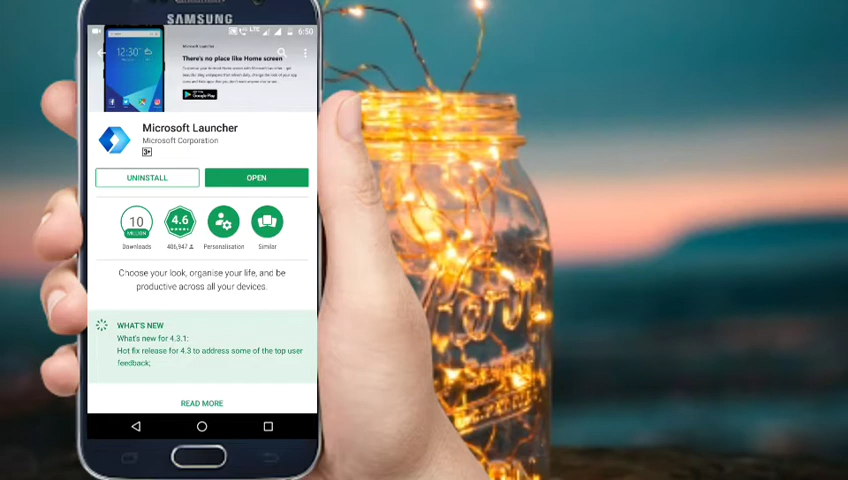 SAMSUNG
LTE 6:50
Microsoft Launcher
There's no place like Home screen
12:30
Google Play
Microsoft Launcher
Microsoft Corporation
3+
UNINSTALL
OPEN
10
MILLION
4.6
Downloads
406,947
Personalisation
Similar
Choose your look, organise your life, and be
productive across all your devices.
WHAT'S NEW
What's new for 4.3.1:
Hot fix release for 4.3 to address some of the top user
feedback;
READ MORE